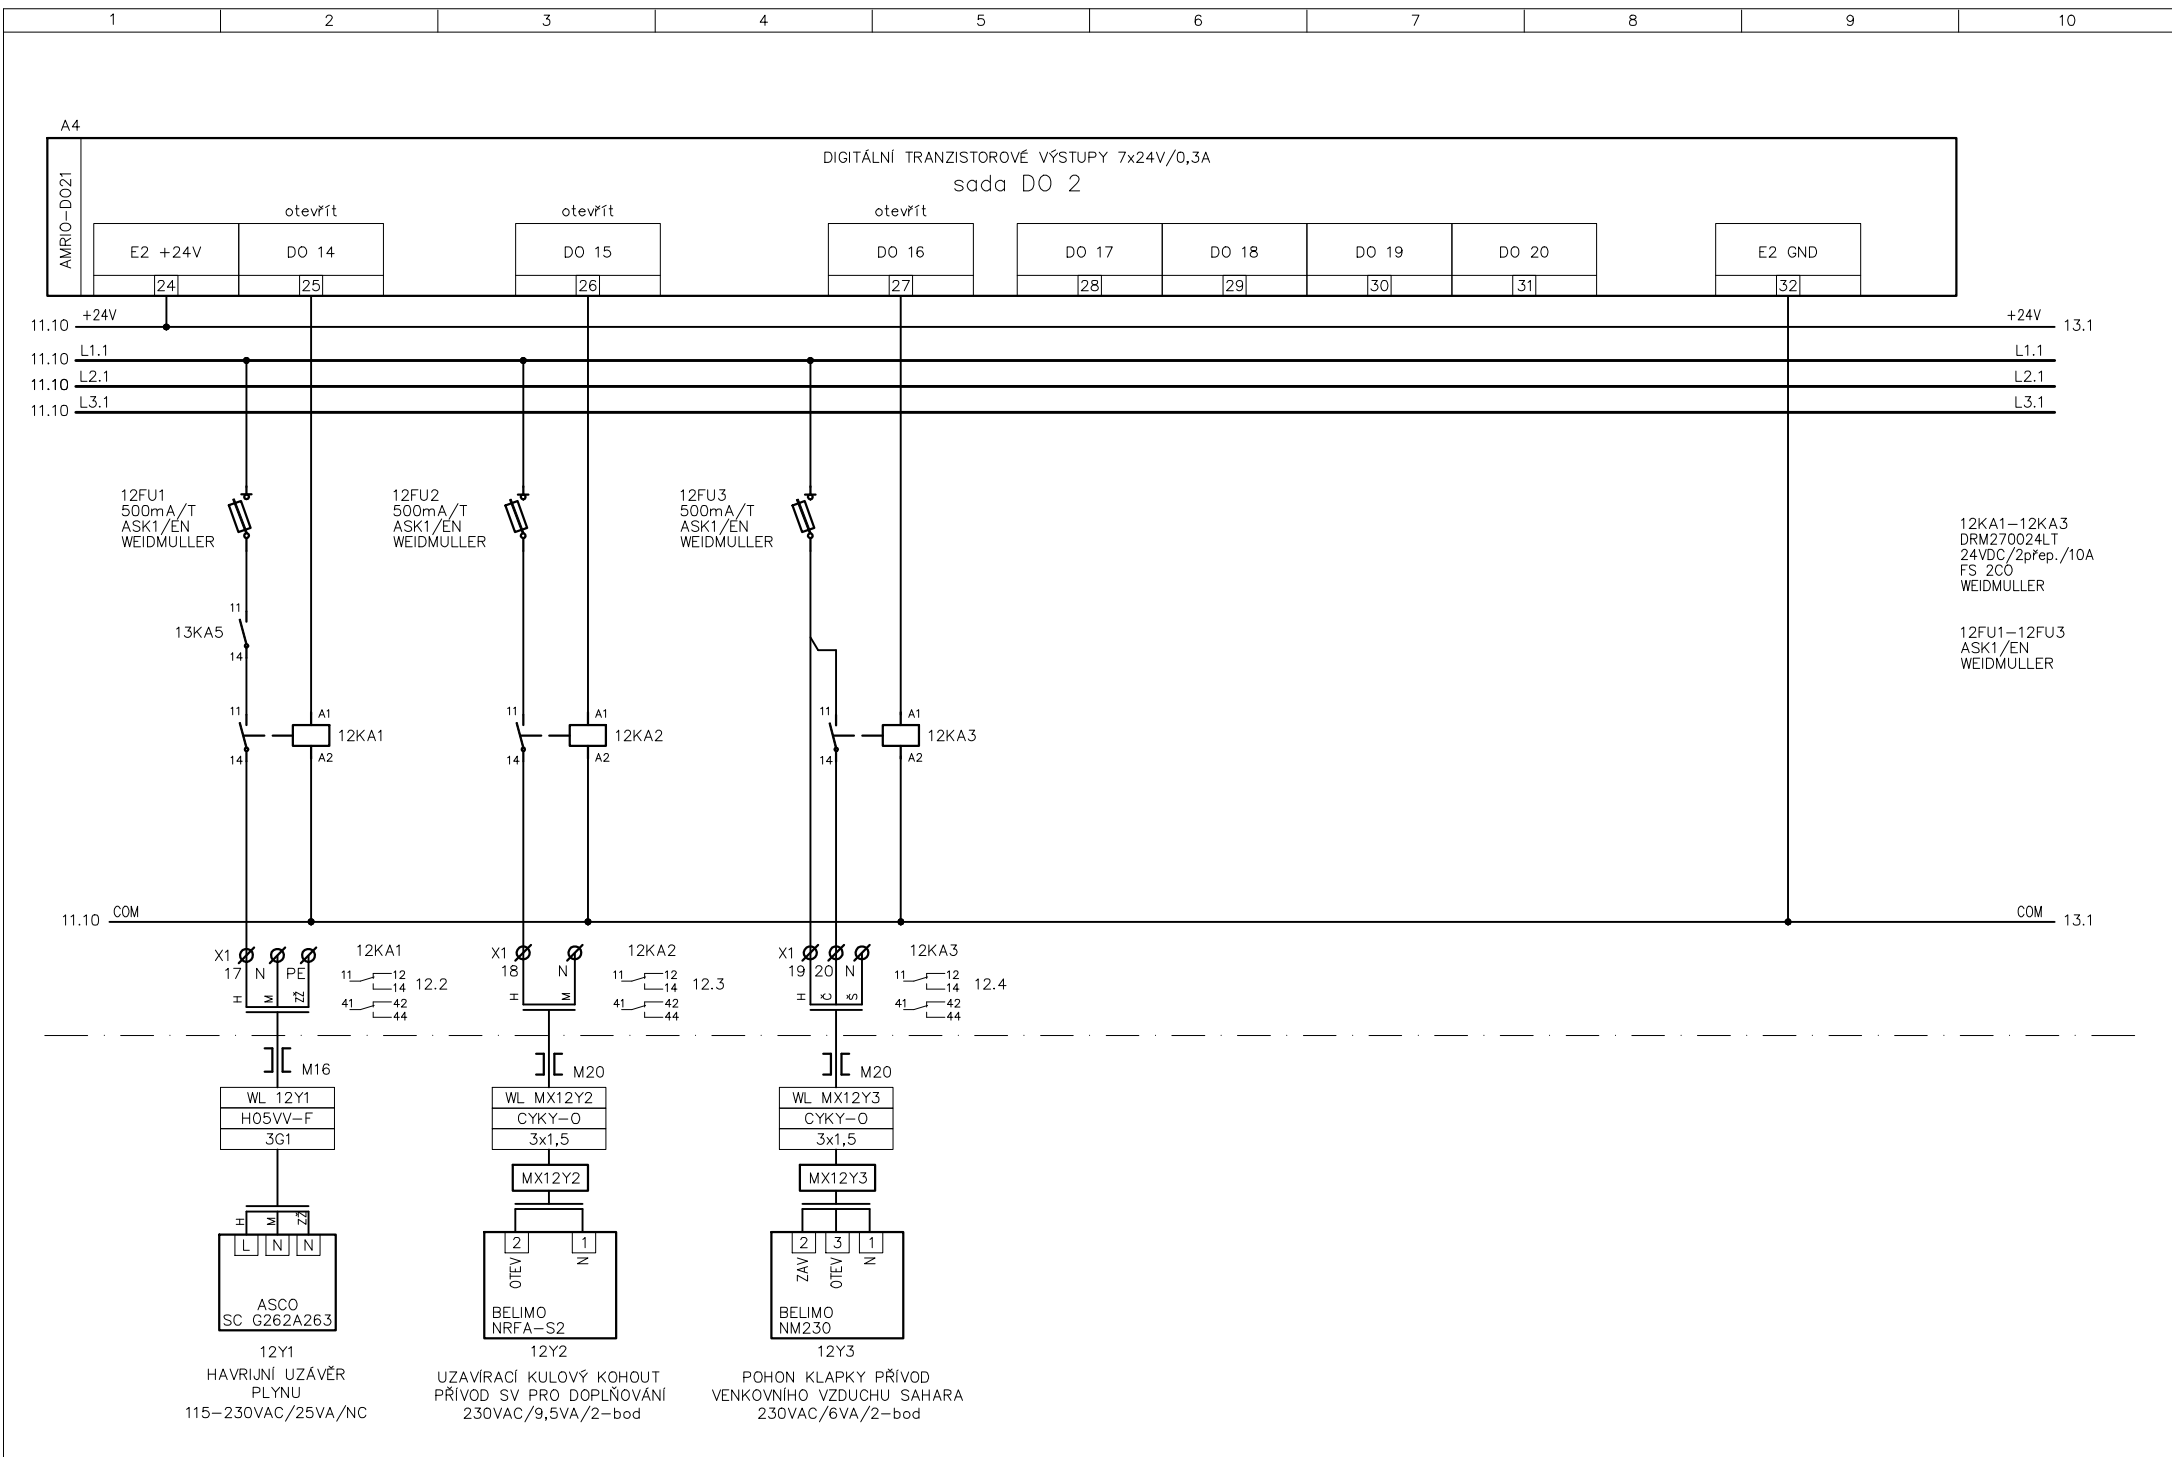 1 2 3 4 5 6 7 8 9 10
A4
AMRIO-DO21
DIGITÁLNÍ TRANZISTOROVÉ VÝSTUPY 7x24V/0,3A
sada DO 2
otevřít otevřít otevřít
E2 +24V DO 14 DO 15 DO 16 DO 17 DO 18 DO 19 DO 20 E2 GND
24 25 26 27 28 29 30 31 32
11.10 +24V +24V 13.1
11.10 L1.1 L1.1
11.10 L2.1 L2.1
11.10 L3.1 L3.1
12FU1
500mA/T
ASK1/EN
WEIDMULLER
12FU2
500mA/T
ASK1/EN
WEIDMULLER
12FU3
500mA/T
ASK1/EN
WEIDMULLER
12KA1-12KA3
DRM270024LT
24VDC/2přep./10A
FS 2CO
WEIDMULLER
12FU1-12FU3
ASK1/EN
WEIDMULLER
11
13KA5
14
11 A1 11 A1 11 A1
12KA1 12KA2 12KA3
14 A2 14 A2 14 A2
11.10 COM COM 13.1
X1 17 N PE
H M ZŽ
12KA1
11 12
14 12.2
41 42
44
X1 18 N
H M
12KA2
11 12
14 12.3
41 42
44
X1 19 20 N
H Č Š
12KA3
11 12
14 12.4
41 42
44
M16 M20 M20
WL 12Y1
H05VV-F
3G1
WL MX12Y2
CYKY-O
3x1,5
WL MX12Y3
CYKY-O
3x1,5
MX12Y2 MX12Y3
H M ZŽ
L N N
ASCO
SC G262A263
12Y1
HAVRIJNÍ UZÁVĚR
PLYNU
115-230VAC/25VA/NC
2 1
OTEV N
BELIMO
NRFA-S2
12Y2
UZAVÍRACÍ KULOVÝ KOHOUT
PŘÍVOD SV PRO DOPLŇOVÁNÍ
230VAC/9,5VA/2-bod
2 3 1
ZAV OTEV N
BELIMO
NM230
12Y3
POHON KLAPKY PŘÍVOD
VENKOVNÍHO VZDUCHU SAHARA
230VAC/6VA/2-bod